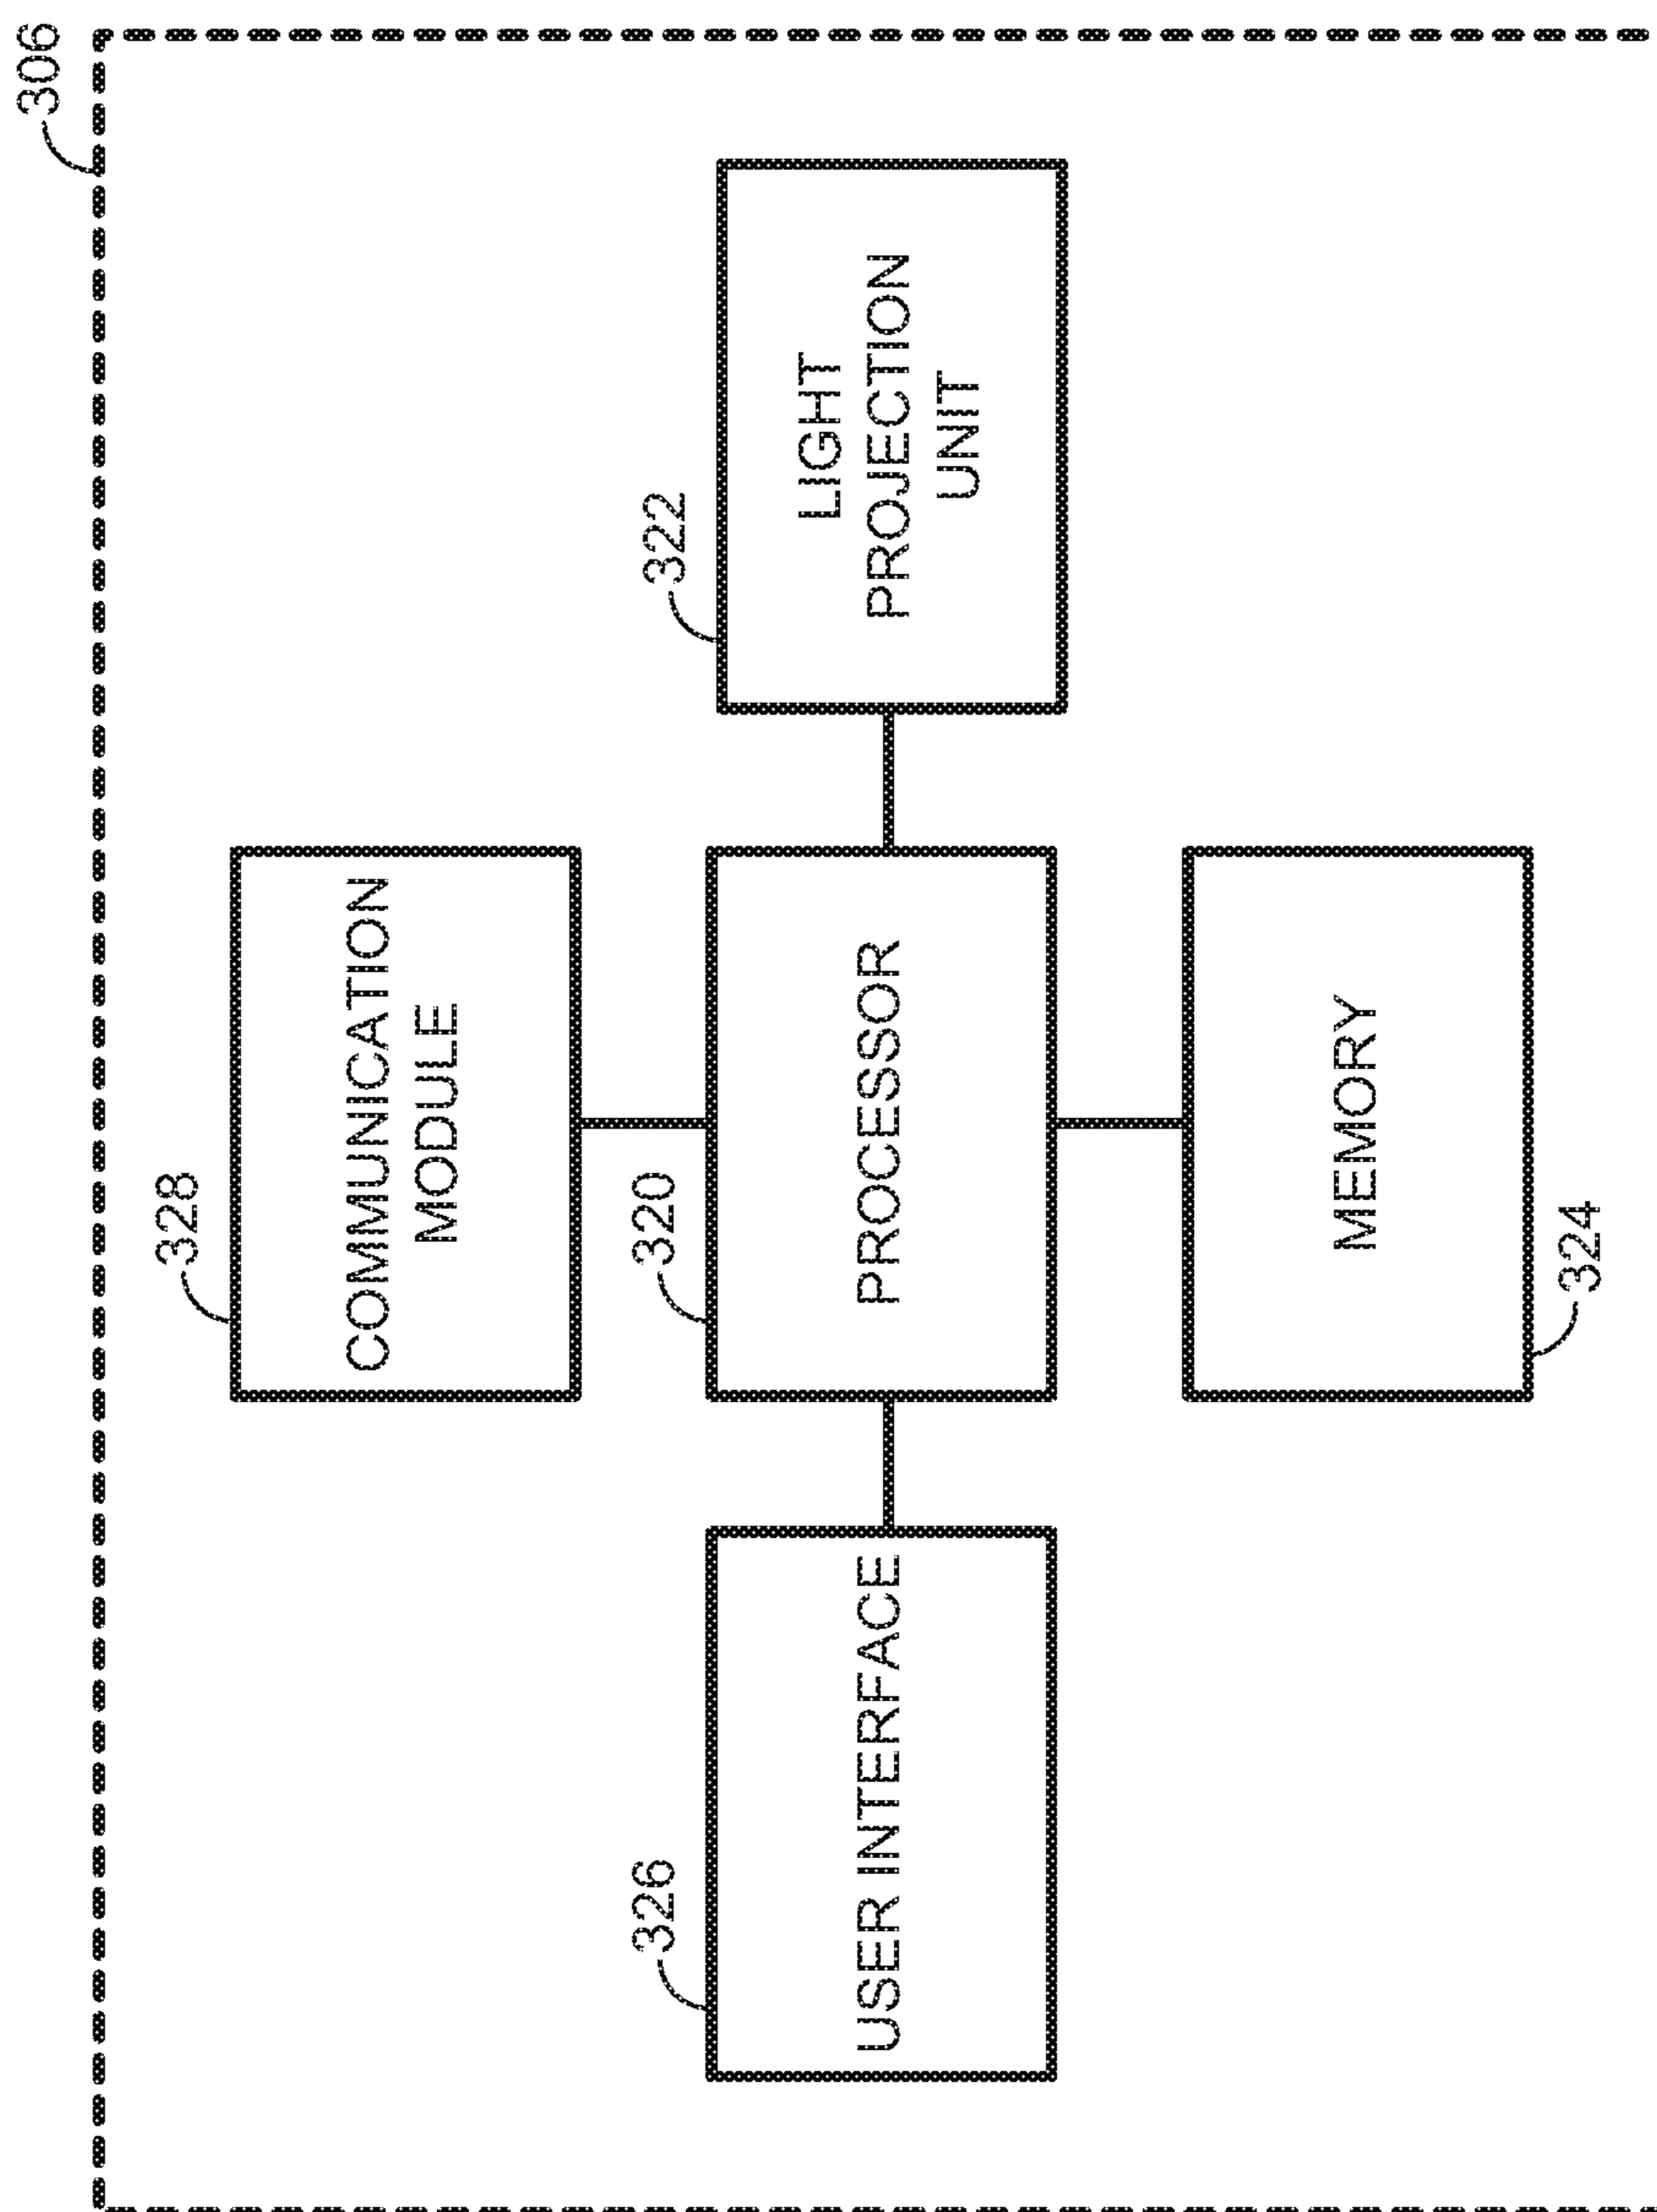 306
328
COMMUNICATION
MODULE
326
USER INTERFACE
320
PROCESSOR
322
LIGHT
PROJECTION
UNIT
MEMORY
324